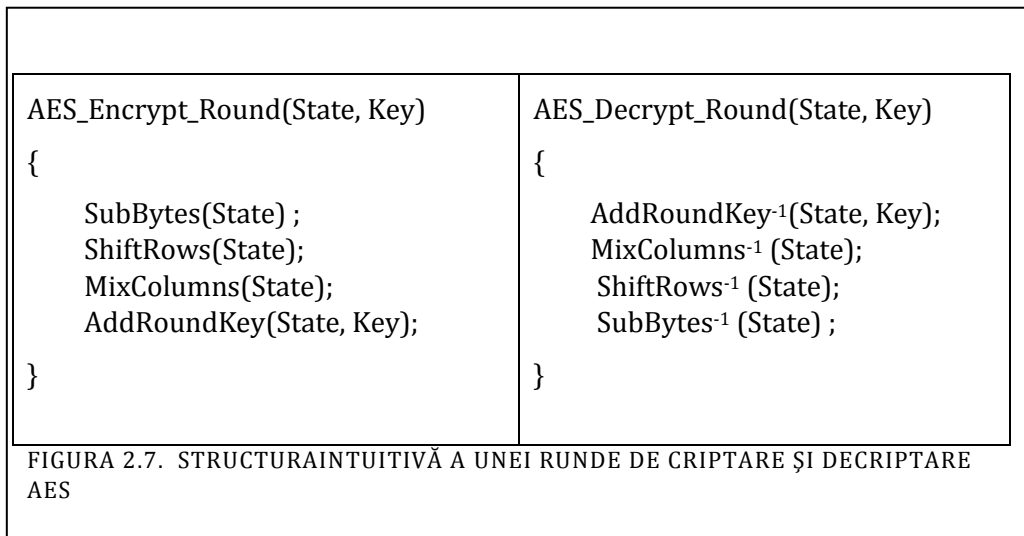 AES_Encrypt_Round(State, Key)
{
SubBytes(State) ;
ShiftRows(State);
MixColumns(State);
AddRoundKey(State, Key);
}
AES_Decrypt_Round(State, Key)
{
AddRoundKey-1(State, Key);
MixColumns-1 (State);
ShiftRows-1 (State);
SubBytes-1 (State) ;
}
FIGURA 2.7. STRUCTURAINTUITIVĂ A UNEI RUNDE DE CRIPTARE ŞI DECRIPTARE
AES